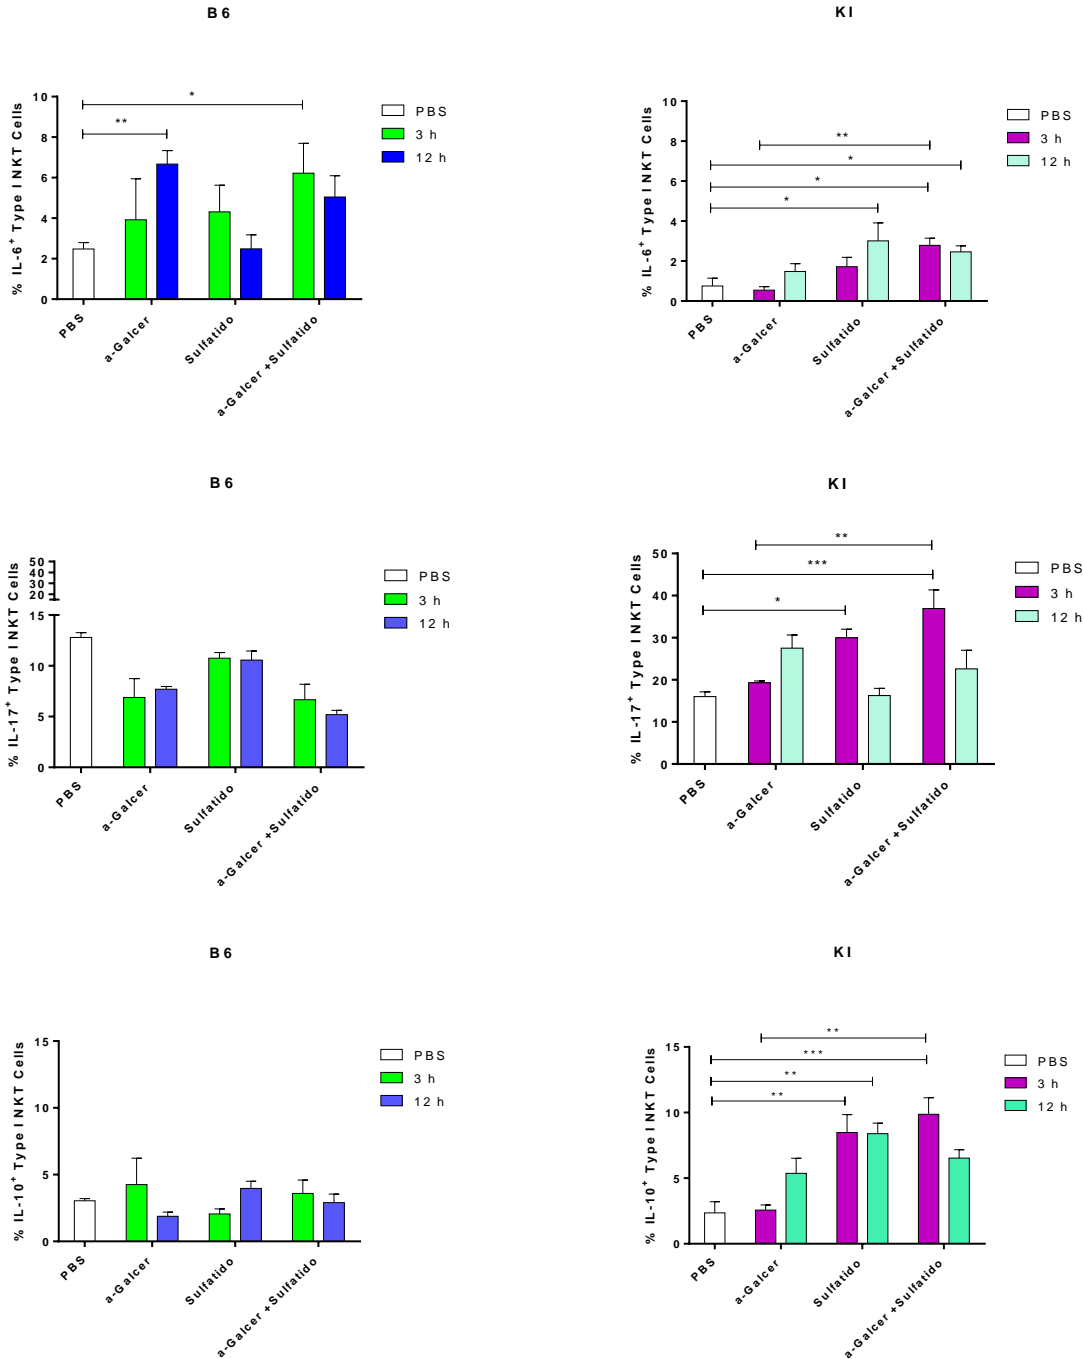 B6
KI
% IL-6+ Type I NKT Cells
10
8
6
4
2
0
*
**
PBS
3 h
12 h
PBS
a-Galcer
Sulfatido
a-Galcer+Sulfatido
% IL-6+ Type I NKT Cells
10
8
6
4
2
0
**
*
*
*
PBS
3 h
12 h
PBS
a-Galcer
Sulfatido
a-Galcer+Sulfatido
B6
KI
% IL-17+ Type I NKT Cells
50
40
30
20
15
10
5
0
PBS
3 h
12 h
PBS
a-Galcer
Sulfatido
a-Galcer+Sulfatido
% IL-17+ Type I NKT Cells
50
40
30
20
10
0
**
***
*
PBS
3 h
12 h
PBS
a-Galcer
Sulfatido
a-Galcer+Sulfatido
B6
KI
% IL-10+ Type I NKT Cells
15
10
5
0
PBS
3 h
12 h
PBS
a-Galcer
Sulfatido
a-Galcer+Sulfatido
% IL-10+ Type I NKT Cells
15
10
5
0
**
***
**
**
PBS
3 h
12 h
PBS
a-Galcer
Sulfatido
a-Galcer+Sulfatido